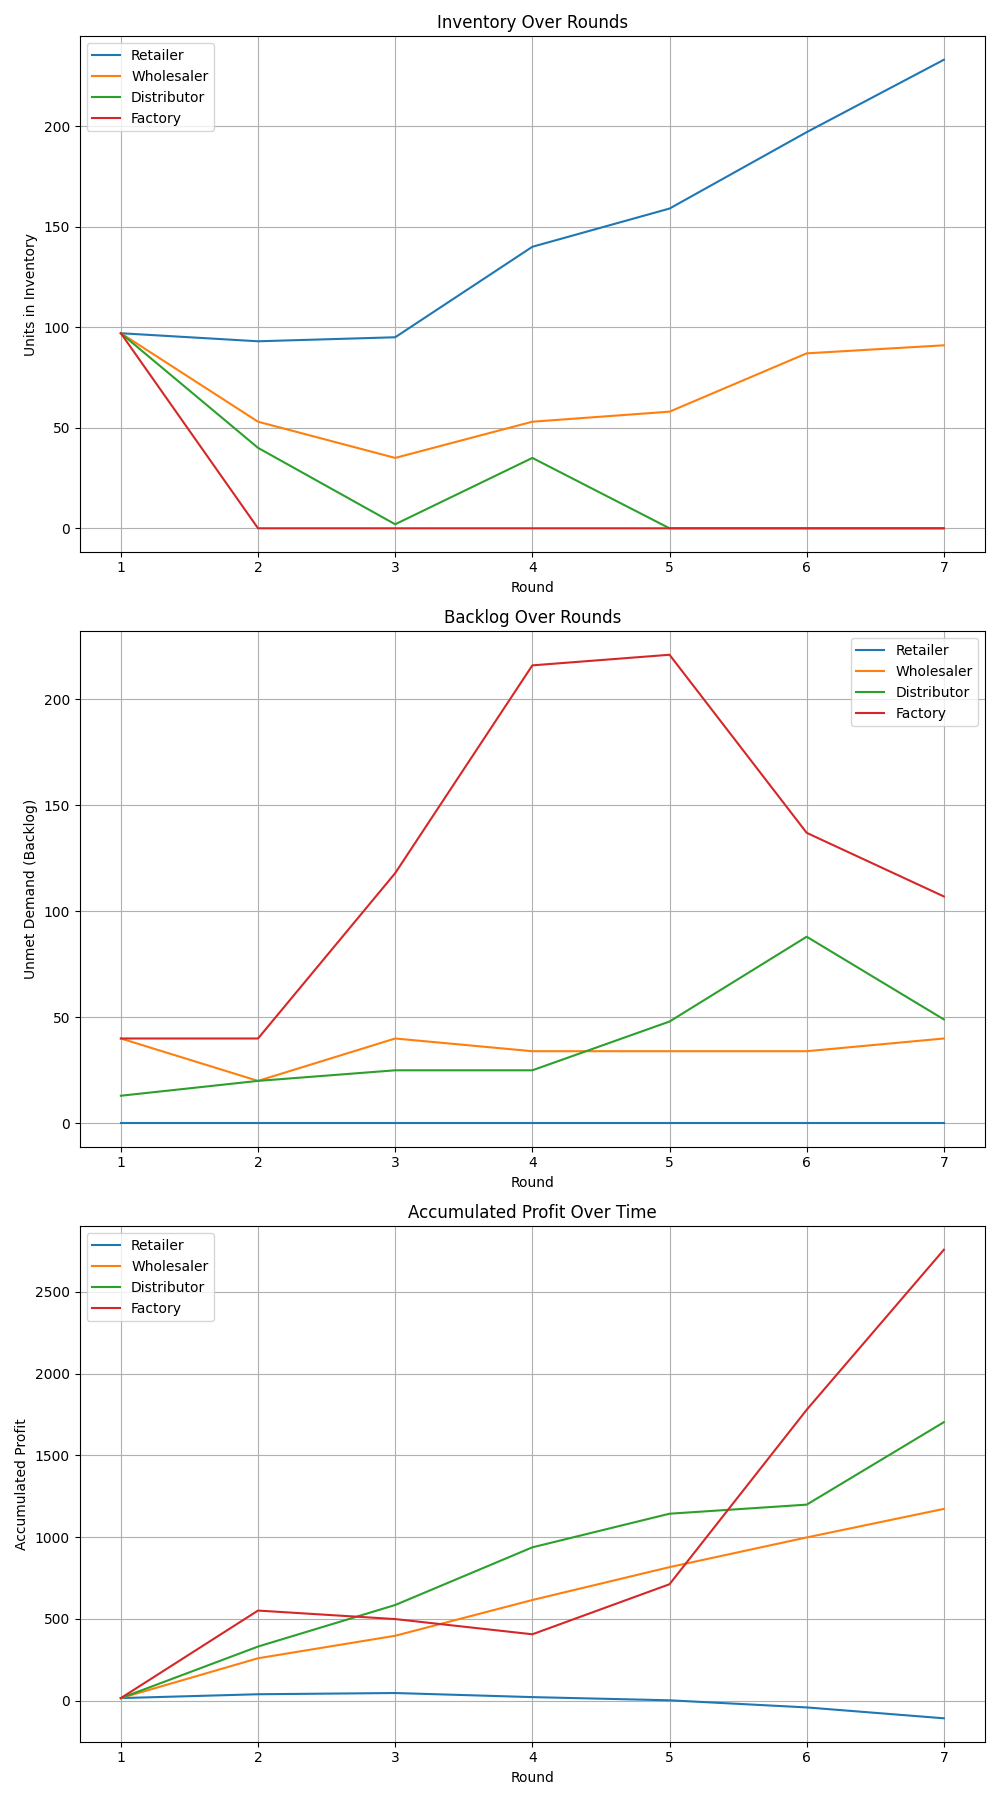 Inventory Over Rounds
Retailer
Wholesaler
Distributor
Factory
200
150
100
50
0
Units in Inventory
1 2 3 4 5 6 7
Round
Backlog Over Rounds
Retailer
Wholesaler
Distributor
Factory
200
150
100
50
0
Unmet Demand (Backlog)
1 2 3 4 5 6 7
Round
Accumulated Profit Over Time
Retailer
Wholesaler
Distributor
Factory
2500
2000
1500
1000
500
0
Accumulated Profit
1 2 3 4 5 6 7
Round